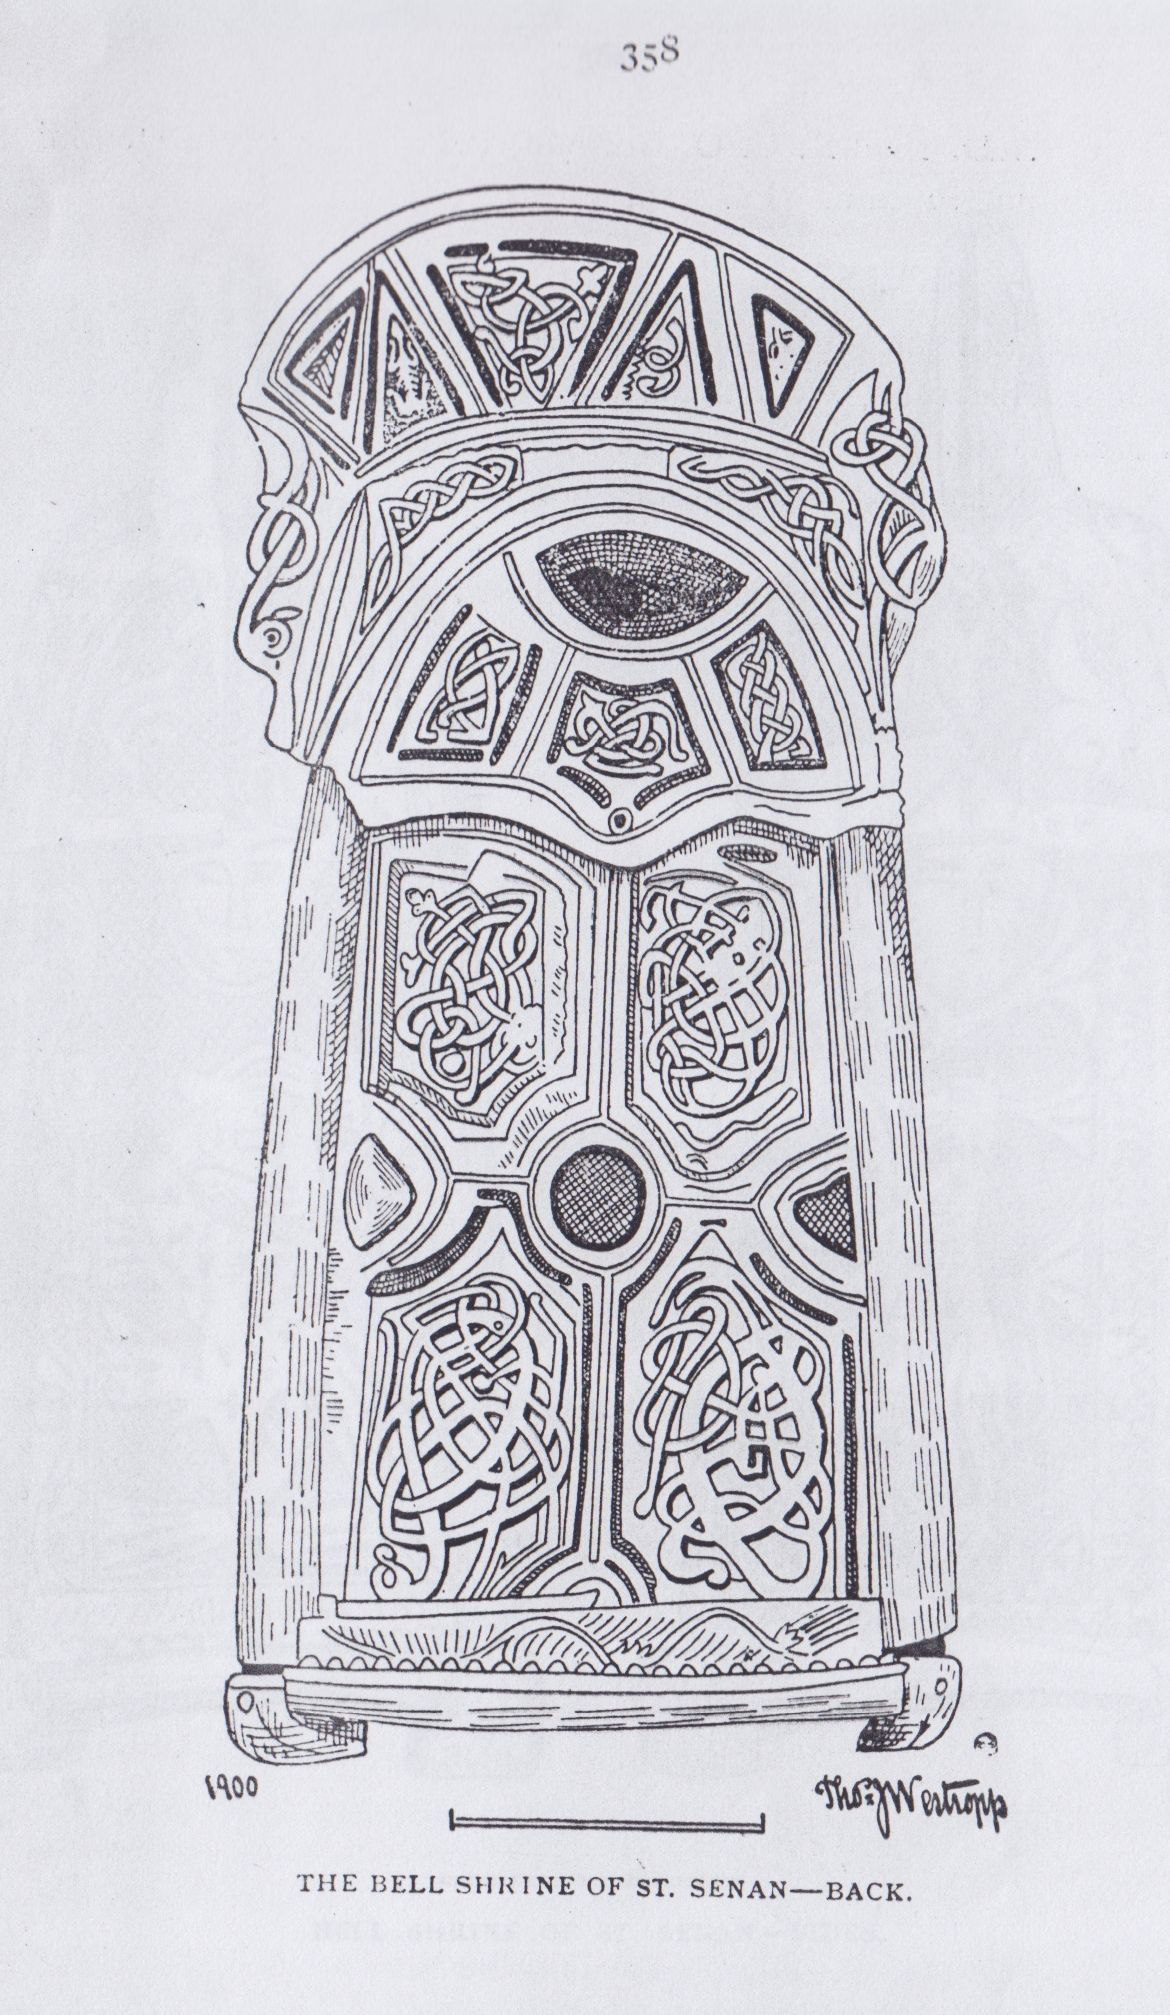 358
1900
Thos J Westropp
THE BELL SHRINE OF ST. SENAN—BACK.